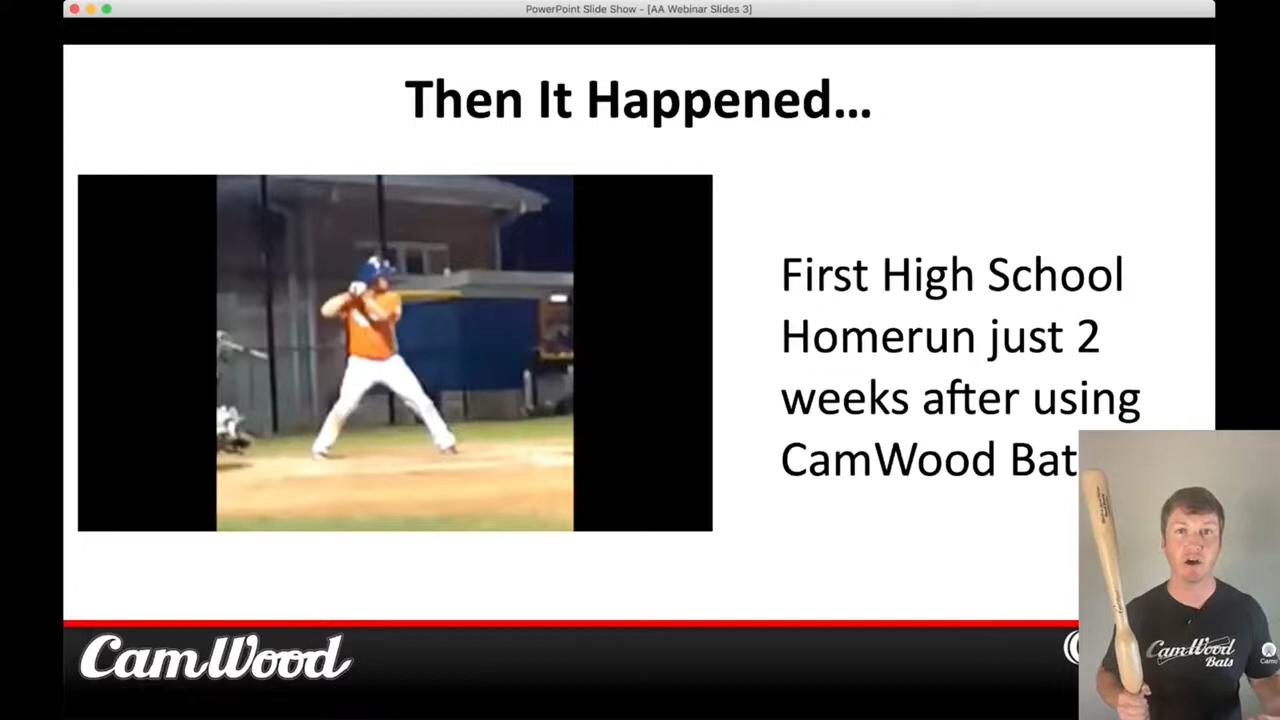 PowerPoint Slide Show - [AA Webinar Slides 3]
Then It Happened...
First High School
Homerun just 2
weeks after using
CamWood Bat
CamWood
CamWood
Bats